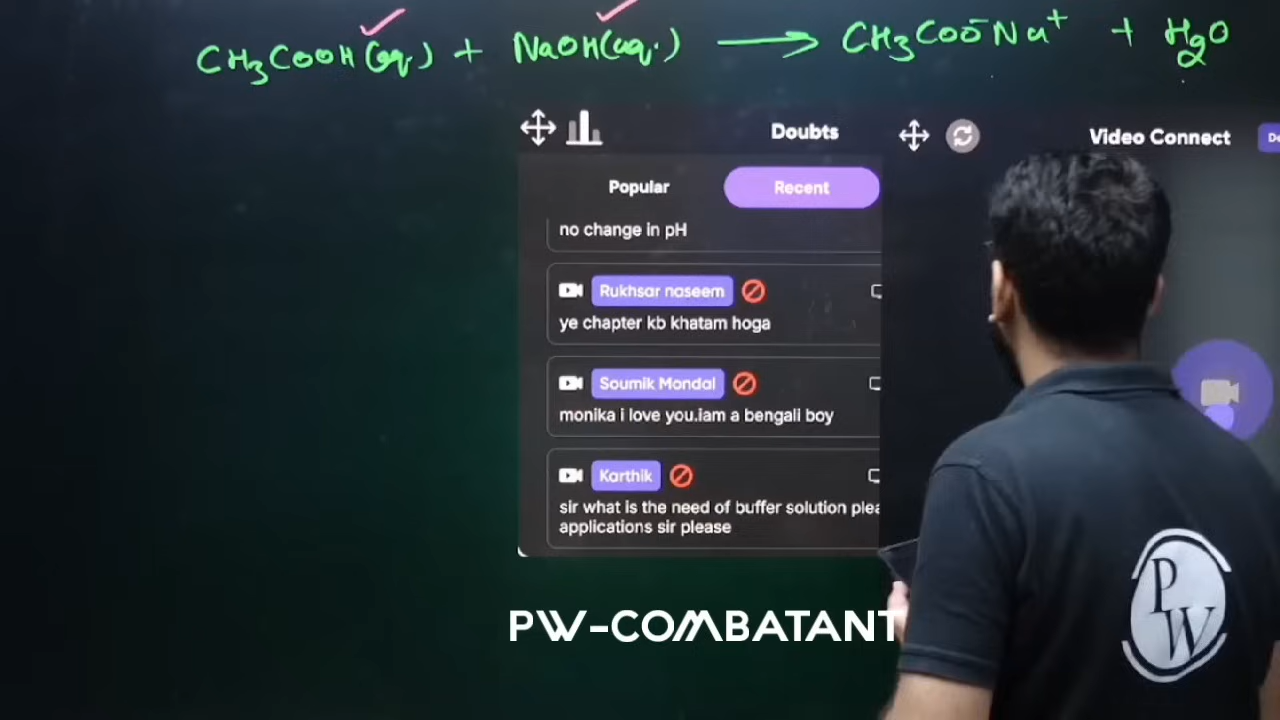 CH3COOH(aq.) + NaOH(aq.) → CH3COO⁻Na⁺ + H2O
Doubts
Video Connect
Popular
Recent
no change in pH
Rukhsar naseem
ye chapter kb khatam hoga
Soumik Mondal
monika i love you.iam a bengali boy
Karthik
sir what is the need of buffer solution
applications sir please
PW-COMBATANT
PW